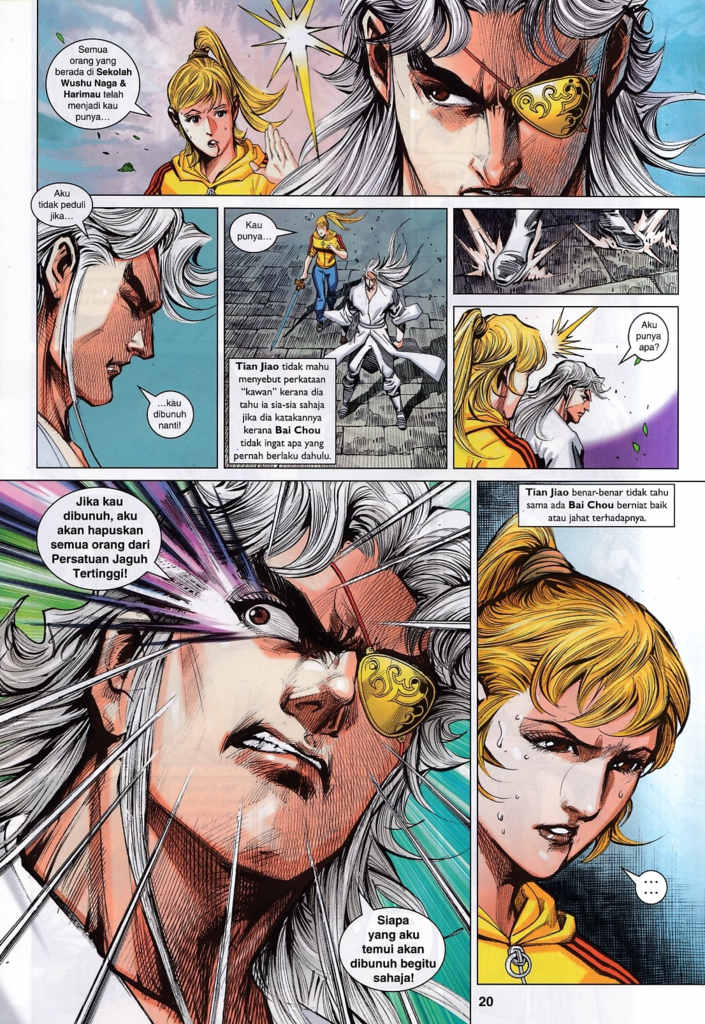 Semua
orang yang
berada di Sekolah
Wushu Naga &
Harimau telah
menjadi kau
punya...
Aku
tidak peduli
jika...
...kau
dibunuh
nanti!
Kau
punya...
Tian Jiao tidak mahu
menyebut perkataan
“kawan” kerana dia
tahu ia sia-sia sahaja
jika dia katakannya
kerana Bai Chou
tidak ingat apa yang
pernah berlaku dahulu.
Aku
punya
apa?
Jika kau
dibunuh, aku
akan hapuskan
semua orang dari
Persatuan Jaguh
Tertinggi!
Siapa
yang aku
temui akan
dibunuh begitu
sahaja!
Tian Jiao benar-benar tidak tahu
sama ada Bai Chou berniat baik
atau jahat terhadapnya.
...
...
20